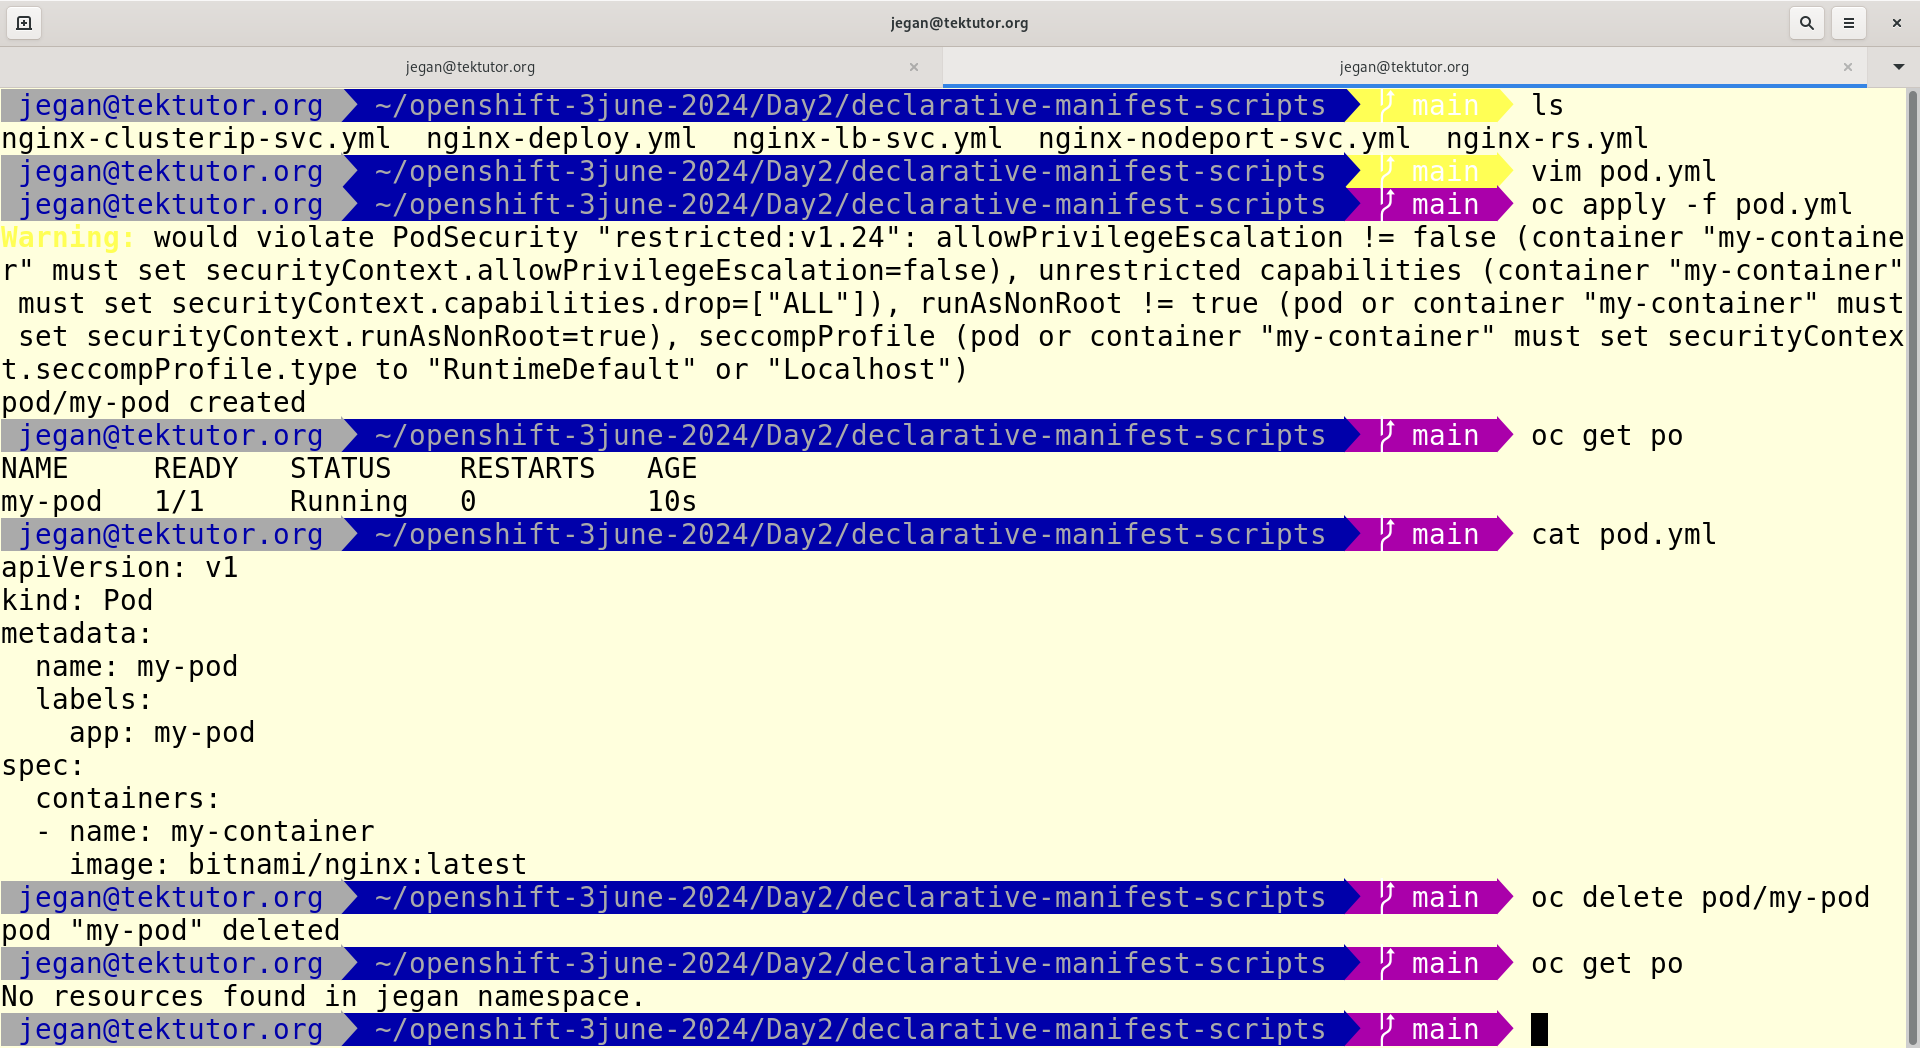 jegan@tektutor.org
jegan@tektutor.org jegan@tektutor.org
jegan@tektutor.org ~/openshift-3june-2024/Day2/declarative-manifest-scripts main ls
nginx-clusterip-svc.yml nginx-deploy.yml nginx-lb-svc.yml nginx-nodeport-svc.yml nginx-rs.yml
jegan@tektutor.org ~/openshift-3june-2024/Day2/declarative-manifest-scripts main vim pod.yml
jegan@tektutor.org ~/openshift-3june-2024/Day2/declarative-manifest-scripts main oc apply -f pod.yml
Warning: would violate PodSecurity "restricted:v1.24": allowPrivilegeEscalation != false (container "my-containe
r" must set securityContext.allowPrivilegeEscalation=false), unrestricted capabilities (container "my-container"
must set securityContext.capabilities.drop=["ALL"]), runAsNonRoot != true (pod or container "my-container" must
set securityContext.runAsNonRoot=true), seccompProfile (pod or container "my-container" must set securityContex
t.seccompProfile.type to "RuntimeDefault" or "Localhost")
pod/my-pod created
jegan@tektutor.org ~/openshift-3june-2024/Day2/declarative-manifest-scripts main oc get po
NAME READY STATUS RESTARTS AGE
my-pod 1/1 Running 0 10s
jegan@tektutor.org ~/openshift-3june-2024/Day2/declarative-manifest-scripts main cat pod.yml
apiVersion: v1
kind: Pod
metadata:
  name: my-pod
  labels:
    app: my-pod
spec:
  containers:
  - name: my-container
    image: bitnami/nginx:latest
jegan@tektutor.org ~/openshift-3june-2024/Day2/declarative-manifest-scripts main oc delete pod/my-pod
pod "my-pod" deleted
jegan@tektutor.org ~/openshift-3june-2024/Day2/declarative-manifest-scripts main oc get po
No resources found in jegan namespace.
jegan@tektutor.org ~/openshift-3june-2024/Day2/declarative-manifest-scripts main